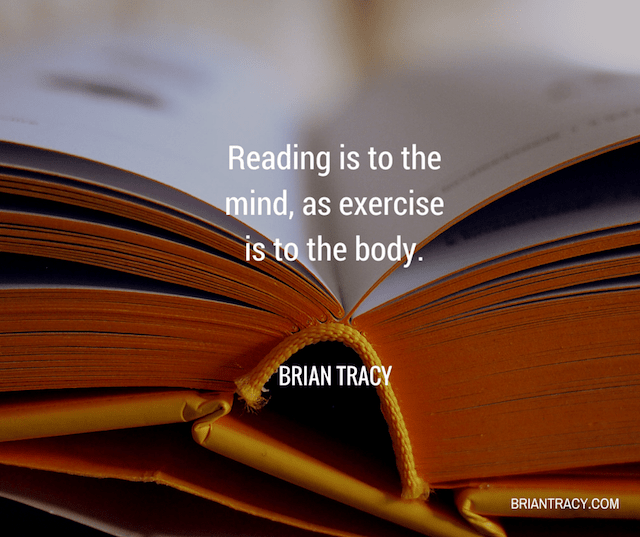 Reading is to the
mind, as exercise
is to the body.
BRIAN TRACY
BRIANTRACY.COM